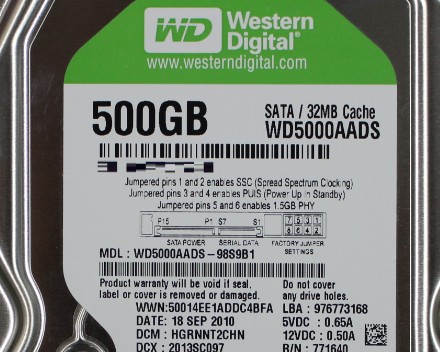 WD Western Digital®
www.westerndigital.com
500GB
SATA / 32MB Cache
WD5000AADS
Jumpered pins 1 and 2 enables SSC (Spread Spectrum Clocking)
Jumpered pins 3 and 4 enables PUIS (Power Up in Standby)
Jumpered pins 5 and 6 enables 1.5GB PHY
P15 P1 S7 S1 7 5 3 1
8 6 4 2
SATA POWER SERIAL DATA FACTORY JUMPER SETTINGS
MDL : WD5000AADS-98S9B1
Product warranty will be void if seal, label or cover is removed or damaged
Do not cover any drive holes.
WWN:50014EE1ADDC4BFA
LBA : 976773168
DATE: 18 SEP 2010
5VDC : 0.65A
DCM : HGRNNT2CHN
12VDC : 0.50A
DCX : 2013SC097
R/N : 771640